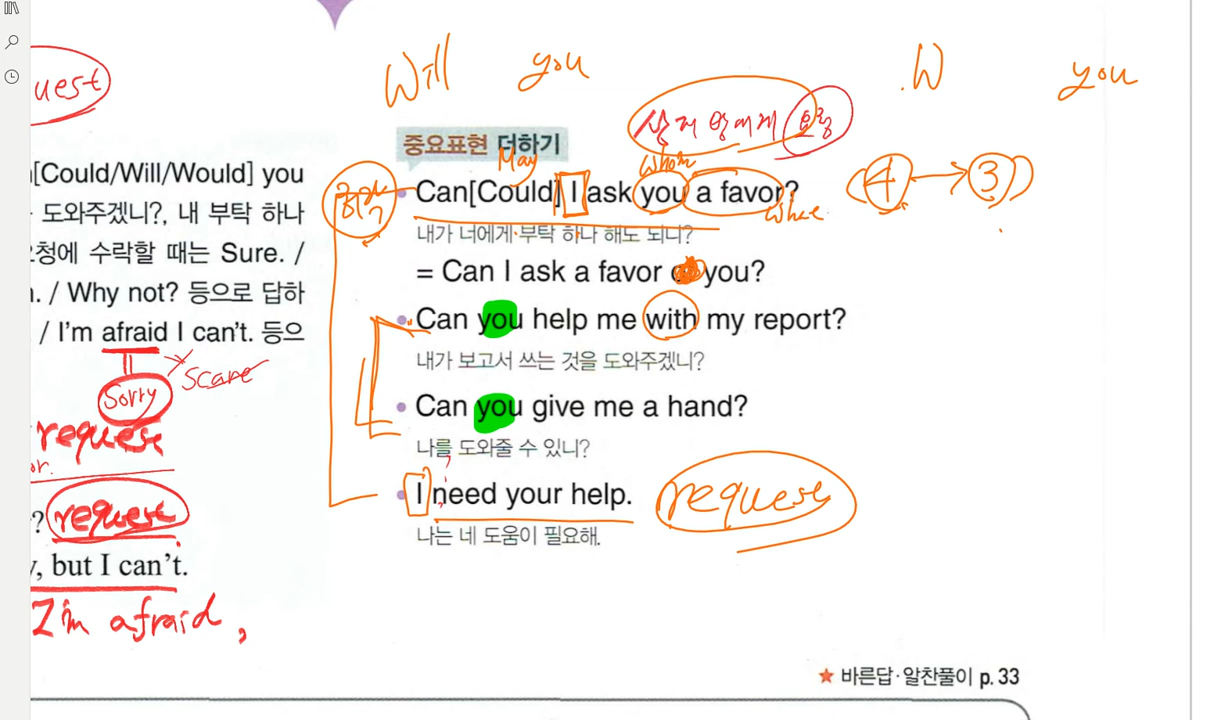 Will you W you
uest
상대방에게 요청
중요표현 더하기
May whom
[Could/Will/Would] you
Can[Could] I ask you a favor?
④ ↔ ③
what
도와주겠니?, 내 부탁 하나
내가 너에게 부탁 하나 해도 되니?
청에 수락할 때는 Sure. /
= Can I ask a favor you?
. / Why not? 등으로 답하
Can you help me with my report?
/ I'm afraid I can't. 등으
내가 보고서 쓰는 것을 도와주겠니?
Scare
Sorry
Can you give me a hand?
request
나를 도와줄 수 있니?
or.
I need your help. request
? request
나는 네 도움이 필요해.
, but I can't.
I'm afraid,
★ 바른답·알찬풀이 p. 33